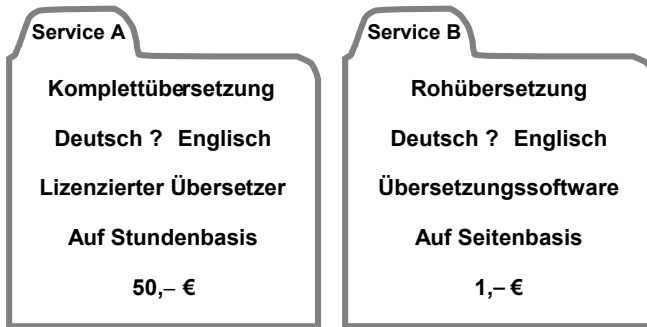 Service A
Komplettübersetzung
Deutsch ? Englisch
Lizenzierter Übersetzer
Auf Stundenbasis
50,– €
Service B
Rohübersetzung
Deutsch ? Englisch
Übersetzungssoftware
Auf Seitenbasis
1,– €